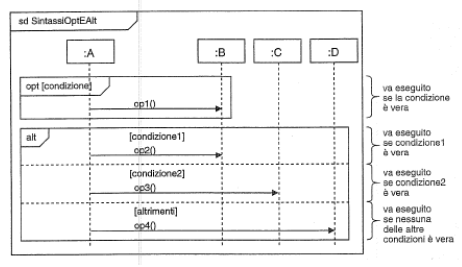 sd SintassiOptEAlt
:A
:B
:C
:D
opt [condizione]
op1()
va eseguito
se la condizione
è vera
alt
[condizione1]
op2()
va eseguito
se condizione1
è vera
[condizione2]
op3()
va eseguito
se condizione2
è vera
[altrimenti]
op4()
va eseguito
se nessuna
delle altre
condizioni è vera